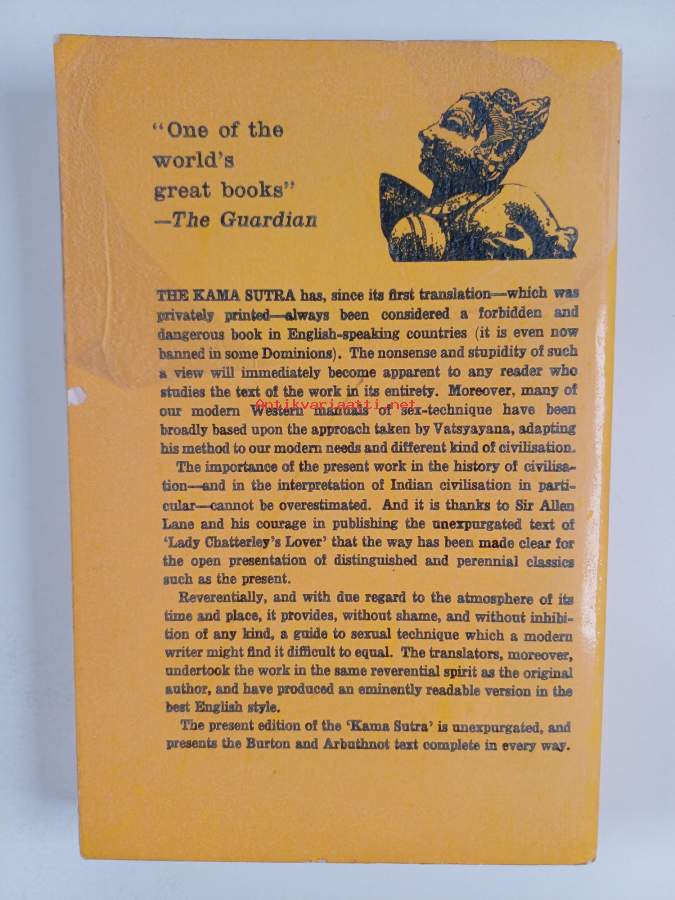 "One of the
world's
great books"
—The Guardian
THE KAMA SUTRA has, since its first translation—which was
privately printed—always been considered a forbidden and
dangerous book in English-speaking countries (it is even now
banned in some Dominions). The nonsense and stupidity of such
a view will immediately become apparent to any reader who
studies the text of the work in its entirety. Moreover, many of
Antikvariaatti.net
our modern Western manuals of sex-technique have been
broadly based upon the approach taken by Vatsyayana, adapting
his method to our modern needs and different kind of civilisation.
The importance of the present work in the history of civilisa-
tion—and in the interpretation of Indian civilisation in parti-
cular—cannot be overestimated. And it is thanks to Sir Allen
Lane and his courage in publishing the unexpurgated text of
'Lady Chatterley's Lover' that the way has been made clear for
the open presentation of distinguished and perennial classics
such as the present.
Reverentially, and with due regard to the atmosphere of its
time and place, it provides, without shame, and without inhibi-
tion of any kind, a guide to sexual technique which a modern
writer might find it difficult to equal. The translators, moreover,
undertook the work in the same reverential spirit as the original
author, and have produced an eminently readable version in the
best English style.
The present edition of the 'Kama Sutra' is unexpurgated, and
presents the Burton and Arbuthnot text complete in every way.